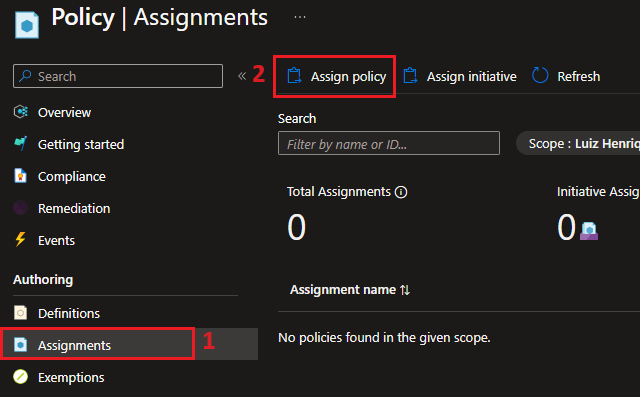 Policy | Assignments ...
Search
«
2
Assign policy
Assign initiative
Refresh
Overview
Getting started
Compliance
Remediation
Events
Authoring
Definitions
Assignments
1
Exemptions
Search
Filter by name or ID...
Scope : Luiz Henriq
Total Assignments
0
Initiative Assig
0
Assignment name
No policies found in the given scope.